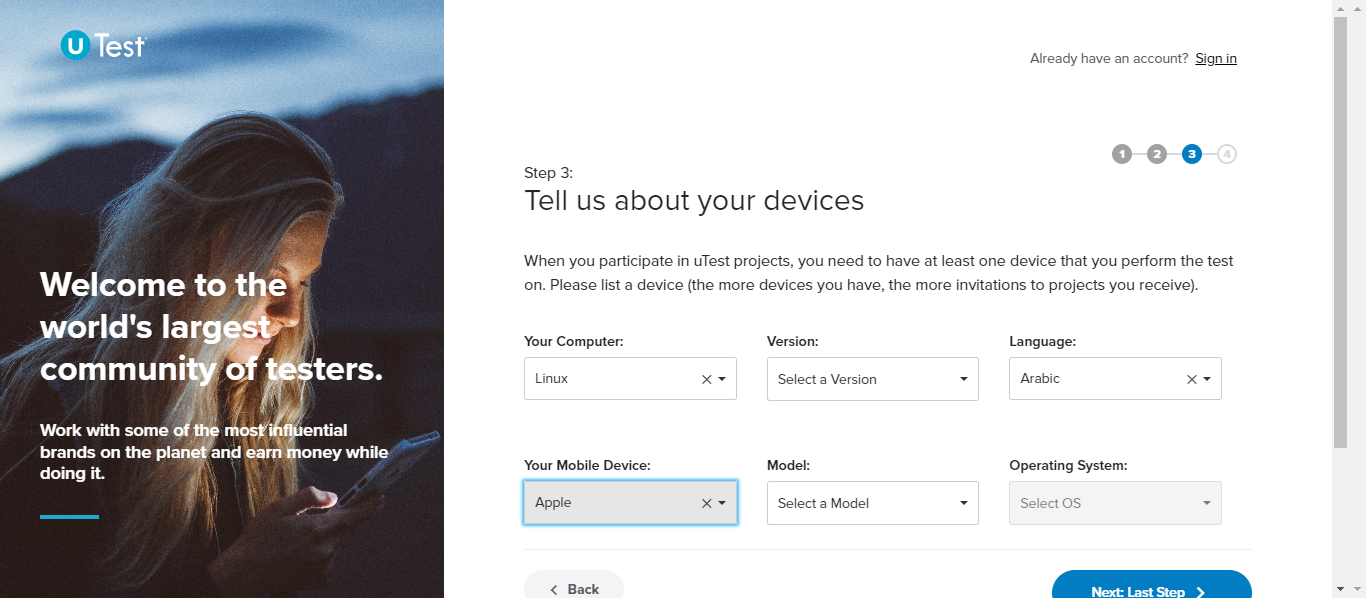 U Test
Already have an account? Sign in
1 2 3 4
Step 3:
Tell us about your devices
When you participate in uTest projects, you need to have at least one device that you perform the test
on. Please list a device (the more devices you have, the more invitations to projects you receive).
Welcome to the
world's largest
community of testers.
Work with some of the most influential
brands on the planet and earn money while
doing it.
Your Computer: Version: Language:
Linux Select a Version Arabic
Your Mobile Device: Model: Operating System:
Apple Select a Model Select OS
Back Next: Last Step